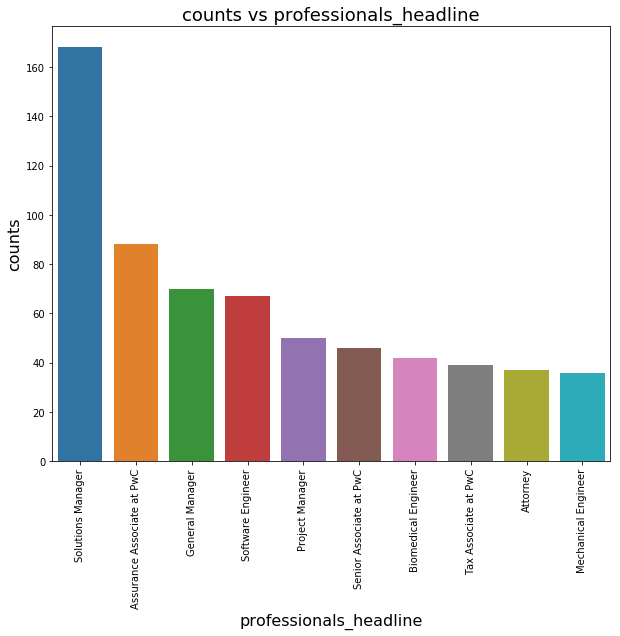 counts vs professionals_headline
counts
160
140
120
100
80
60
40
20
0
Solutions Manager
Assurance Associate at PwC
General Manager
Software Engineer
Project Manager
Senior Associate at PwC
Biomedical Engineer
Tax Associate at PwC
Attorney
Mechanical Engineer
professionals_headline